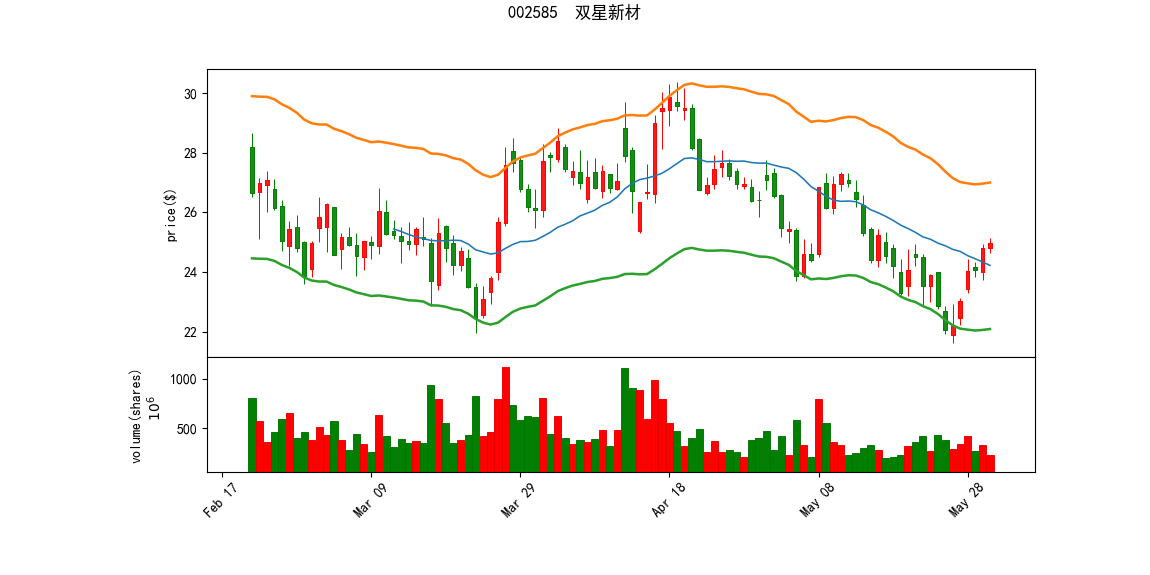 002585 双星新材
price($)
30
28
26
24
22
volume(shares)
10^6
1000
500
Feb 17
Mar 09
Mar 29
Apr 18
May 08
May 28